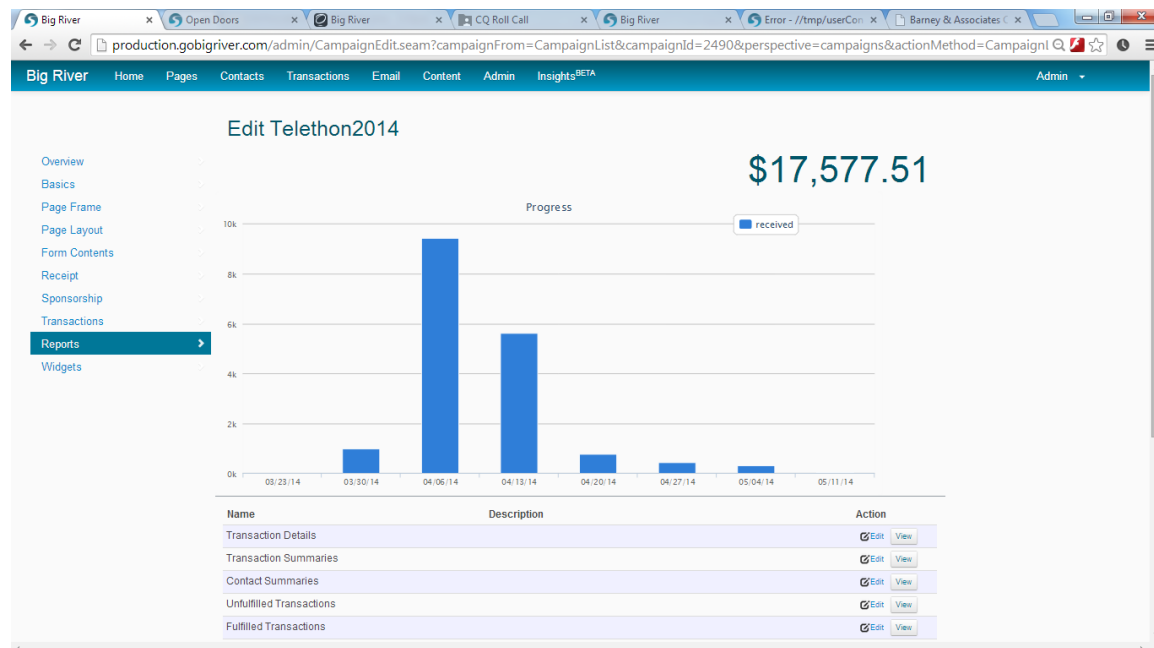 Big River
Open Doors
Big River
CQ Roll Call
Big River
Error - //tmp/userCon
Barney & Associates C
production.gobigriver.com/admin/CampaignEdit.seam?campaignFrom=CampaignList&campaignId=2490&perspective=campaigns&actionMethod=Campaignl
Big River Home Pages Contacts Transactions Email Content Admin Insights BETA Admin
Edit Telethon2014
$17,577.51
Overview
Basics
Page Frame
Page Layout
Form Contents
Receipt
Sponsorship
Transactions
Reports
Widgets
Progress
received
10k
8k
6k
4k
2k
0k
03/23/14 03/30/14 04/06/14 04/13/14 04/20/14 04/27/14 05/04/14 05/11/14
Name Description Action
Transaction Details Edit View
Transaction Summaries Edit View
Contact Summaries Edit View
Unfulfilled Transactions Edit View
Fulfilled Transactions Edit View